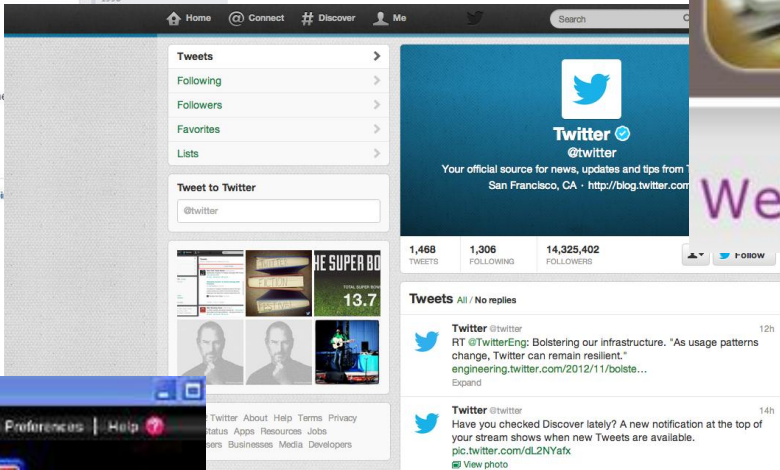 Home Connect Discover Me Search
Tweets
Following
Followers
Favorites
Lists
Tweet to Twitter
@twitter
TWITTER
FICTION
FESTIVAL
HE SUPER BO
13.7
Twitter About Help Terms Privacy
Status Apps Resources Jobs
Businesses Media Developers
Twitter
@twitter
Your official source for news, updates and tips from
San Francisco, CA · http://blog.twitter.com
1,468 1,306 14,325,402
TWEETS FOLLOWING FOLLOWERS
Follow
Tweets All / No replies
Twitter @twitter 12h
RT @TwitterEng: Bolstering our infrastructure. "As usage patterns
change, Twitter can remain resilient."
engineering.twitter.com/2012/11/bolste...
Expand
Twitter @twitter 14h
Have you checked Discover lately? A new notification at the top of
your stream shows when new Tweets are available.
pic.twitter.com/dL2NYafx
View photo
We
Preferences | Help ?